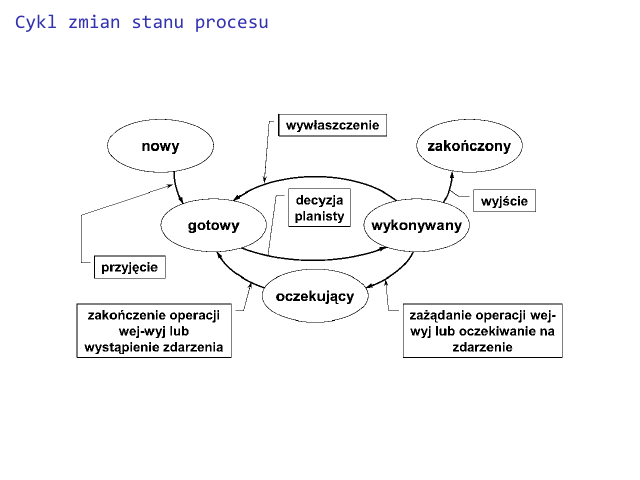 Cykl zmian stanu procesu
wywłaszczenie
nowy
zakończony
decyzja
planisty
wyjście
gotowy
wykonywany
przyjęcie
oczekujący
zakończenie operacji
wej-wyj lub
wystąpienie zdarzenia
zażądanie operacji wej-
wyj lub oczekiwanie na
zdarzenie